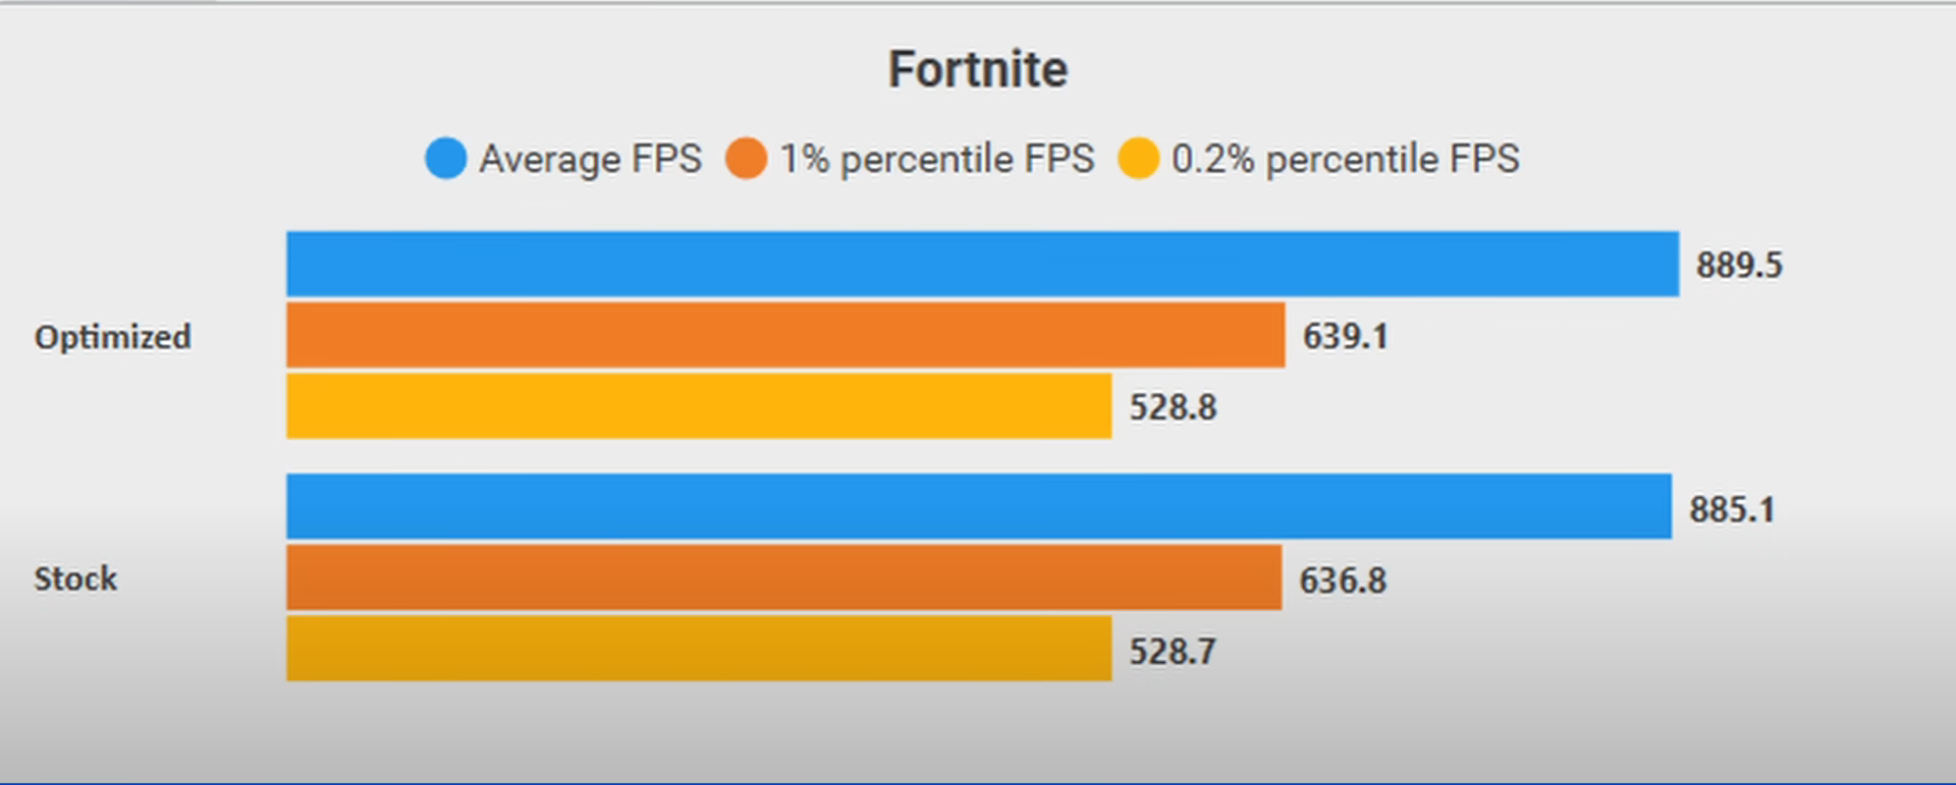 Fortnite
Average FPS 1% percentile FPS 0.2% percentile FPS
889.5
Optimized 639.1
528.8
885.1
Stock 636.8
528.7